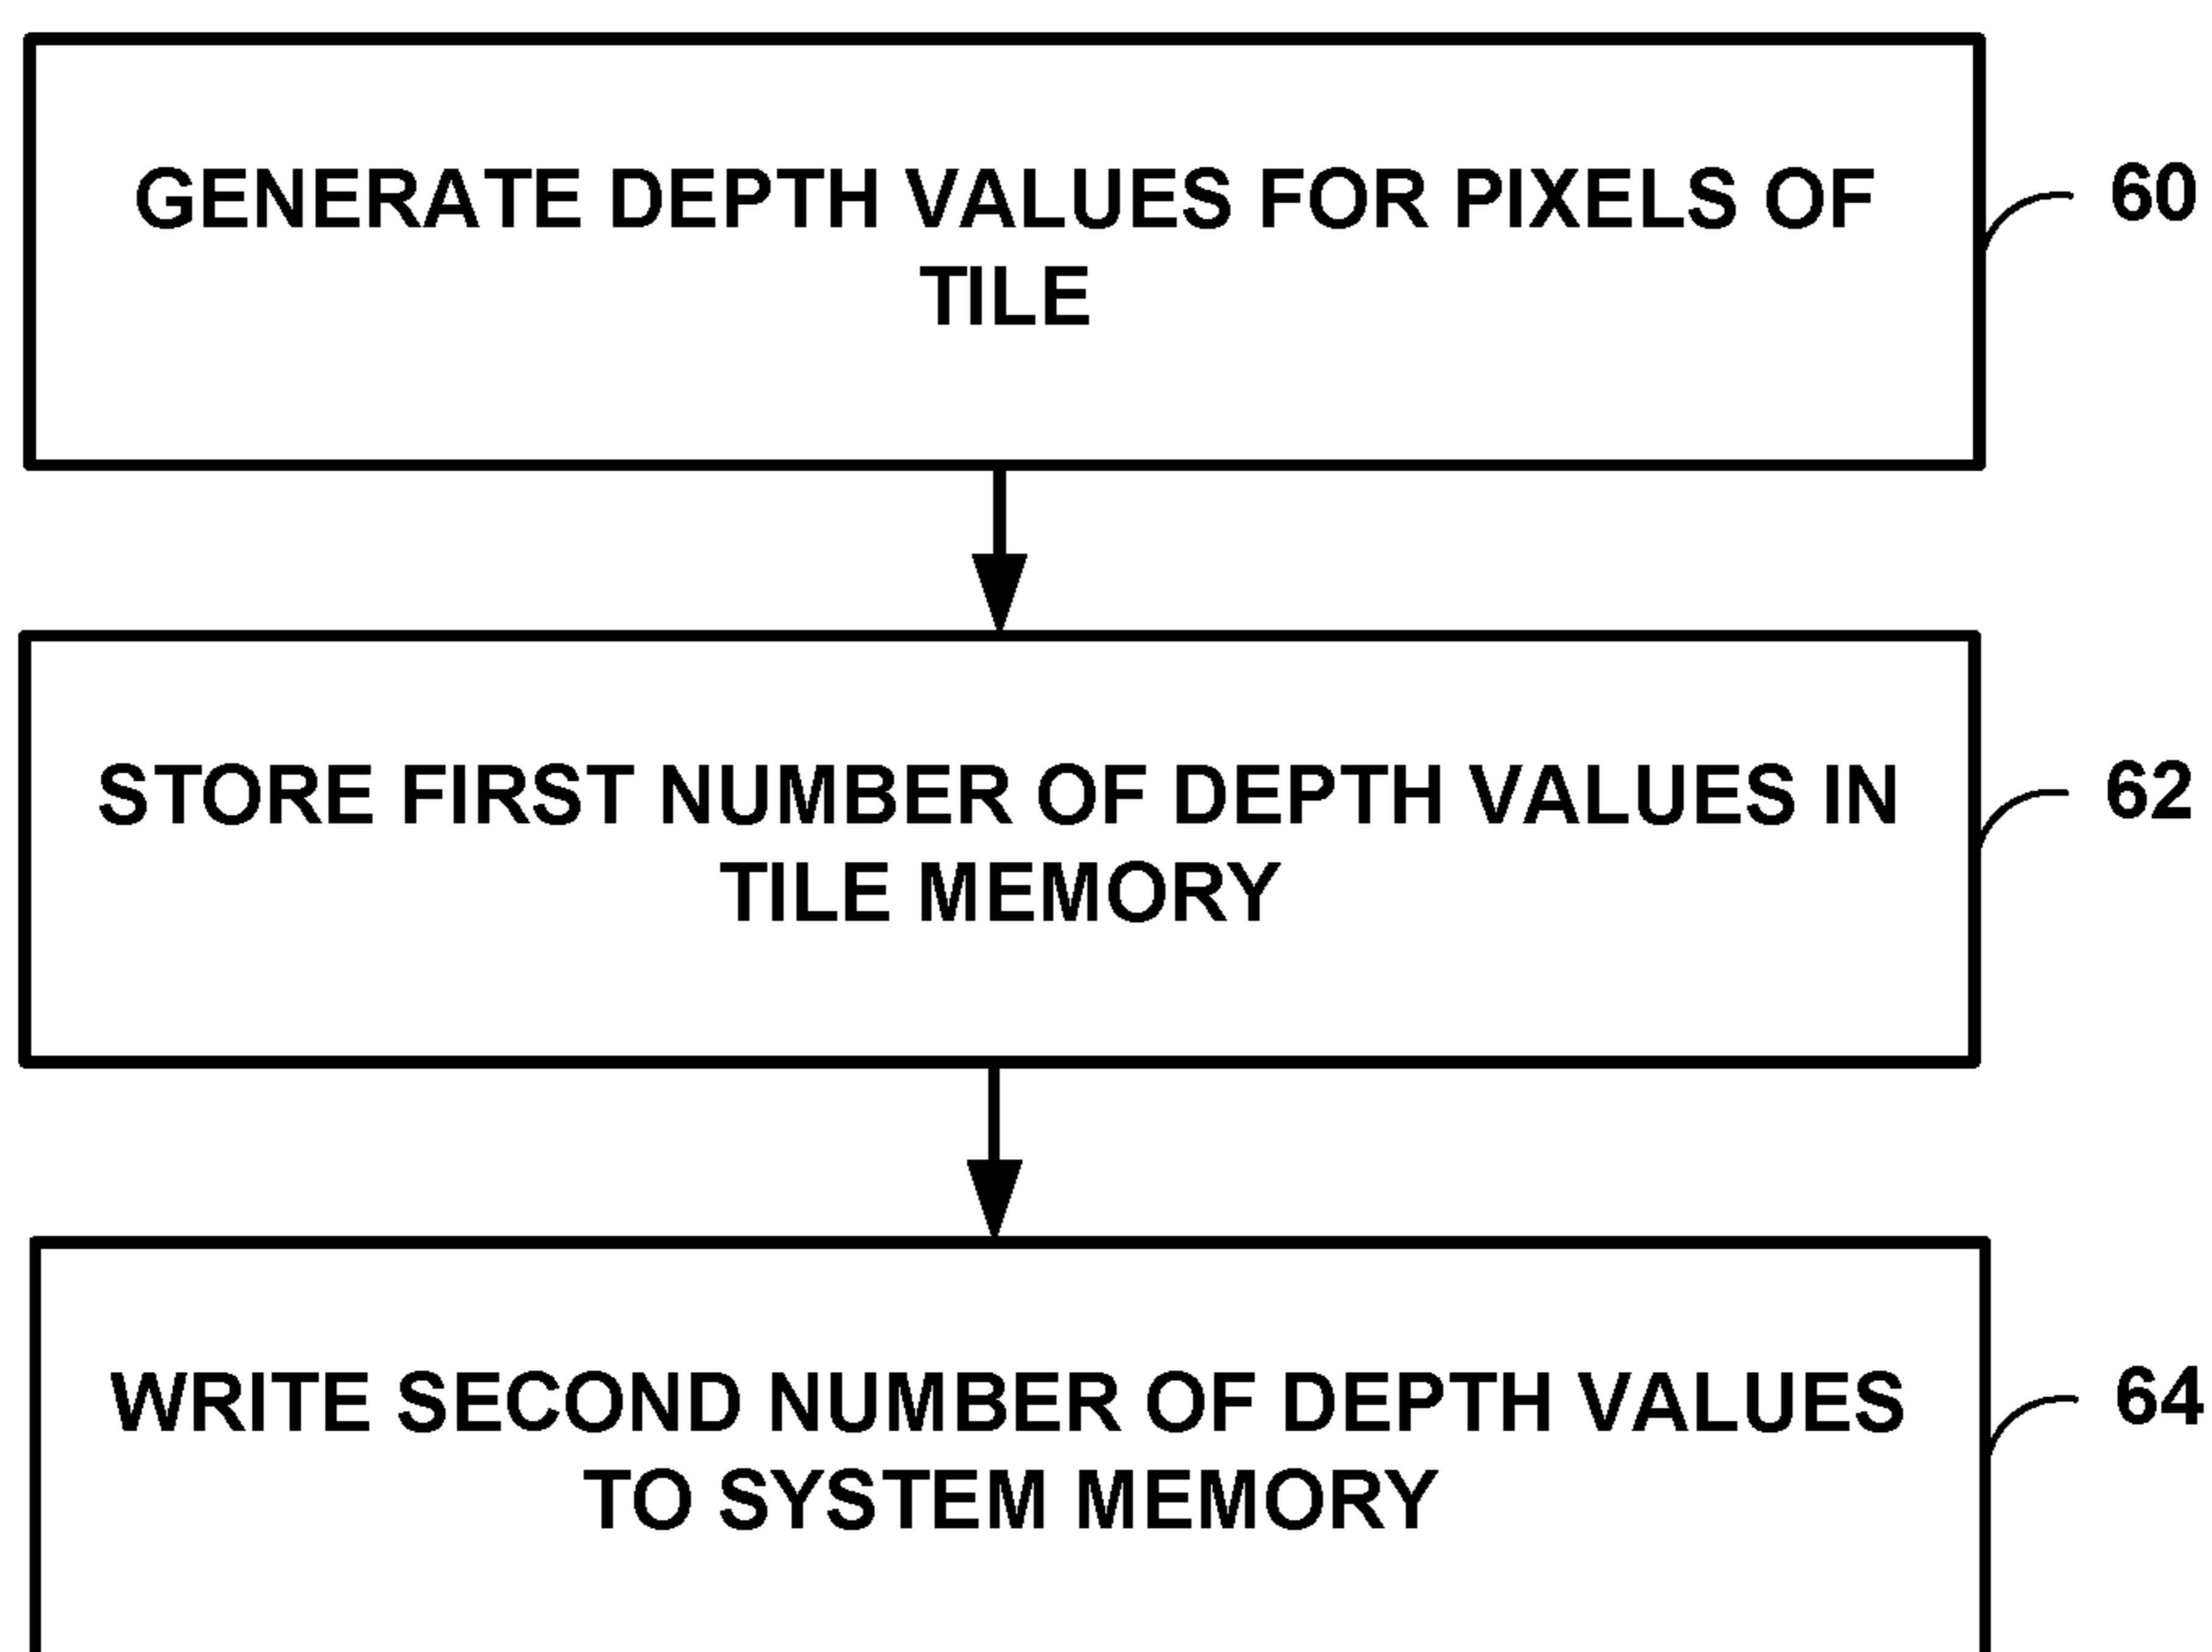 GENERATE DEPTH VALUES FOR PIXELS OF
TILE
60
STORE FIRST NUMBER OF DEPTH VALUES IN
TILE MEMORY
62
WRITE SECOND NUMBER OF DEPTH VALUES
TO SYSTEM MEMORY
64